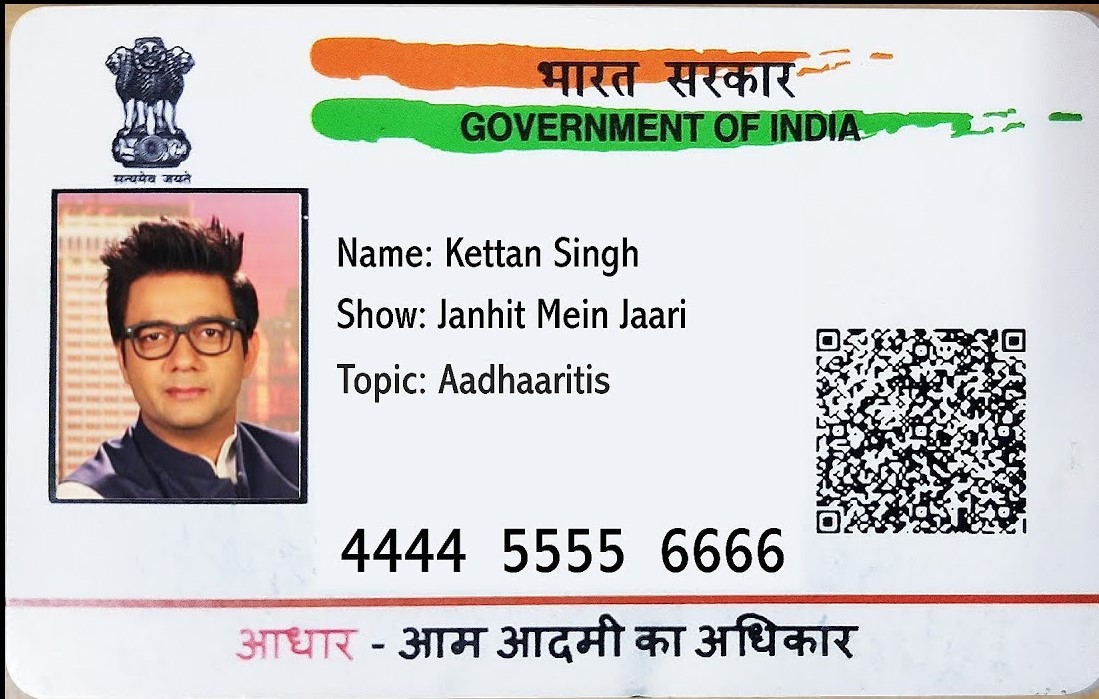 भारत सरकार
GOVERNMENT OF INDIA
सत्यमेव जयते
Name: Kettan Singh
Show: Janhit Mein Jaari
Topic: Aadhaaritis
4444 5555 6666
आधार - आम आदमी का अधिकार